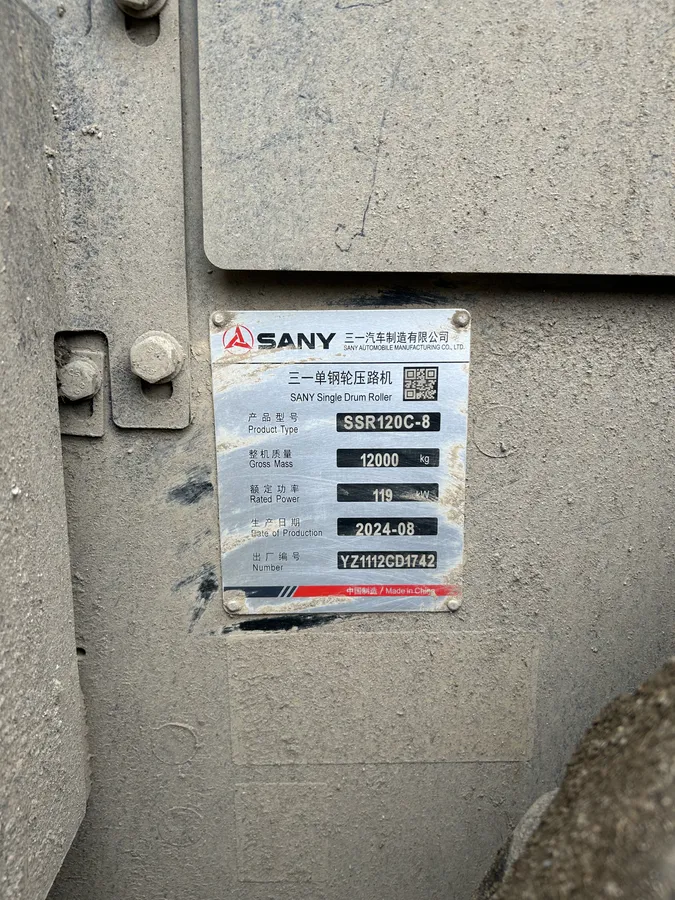 SANY 三一汽车制造有限公司
SANY AUTOMOBILE MANUFACTURING CO., LTD.
三一单钢轮压路机
SANY Single Drum Roller
产品型号
Product Type
SSR120C-8
整机质量
Gross Mass
12000 kg
额定功率
Rated Power
119 kW
生产日期
Date of Production
2024-08
出厂编号
Number
YZ1112CD1742
中国制造 / Made in China